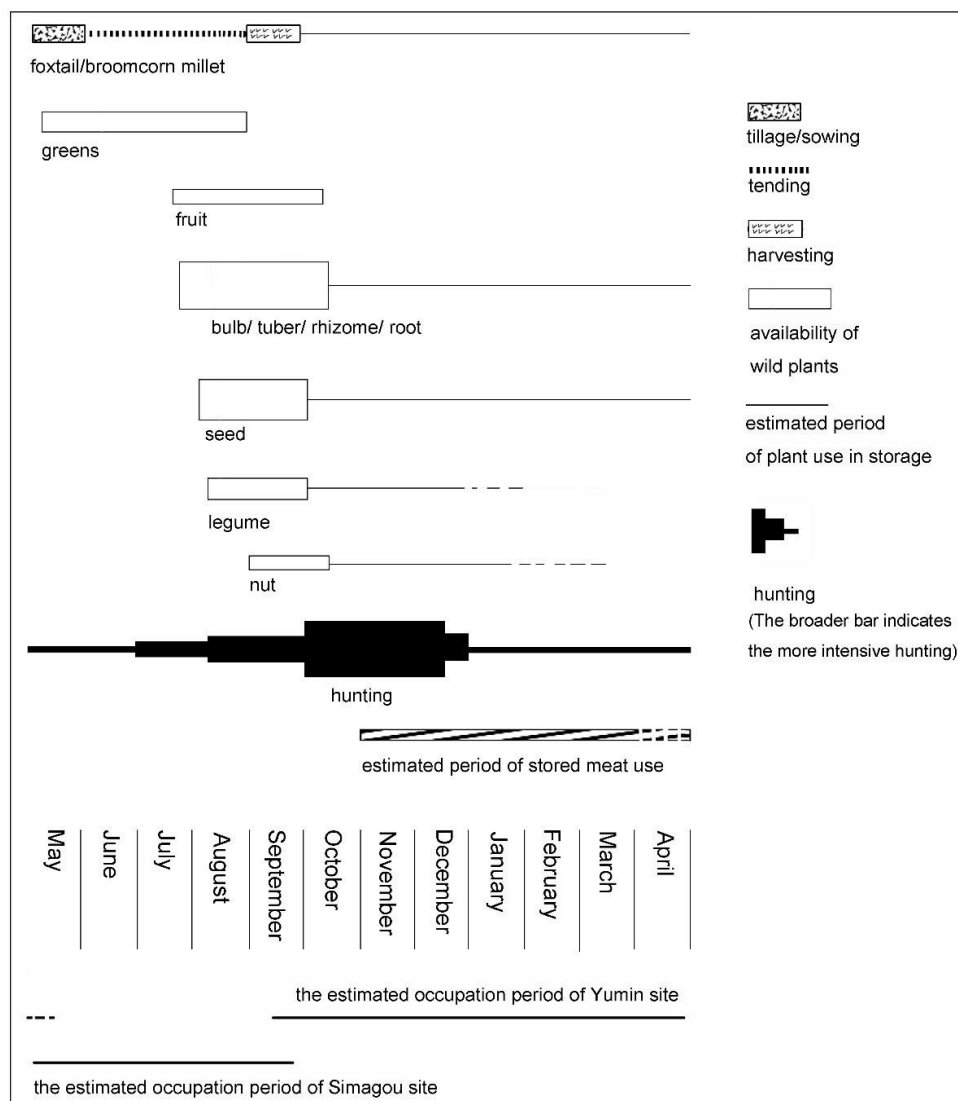 foxtail/broomcorn millet
greens
fruit
bulb/ tuber/ rhizome/ root
seed
legume
nut
hunting
estimated period of stored meat use
tillage/sowing
tending
harvesting
availability of
wild plants
estimated period
of plant use in storage
hunting
(The broader bar indicates
the more intensive hunting)
May
June
July
August
September
October
November
December
January
February
March
April
the estimated occupation period of Yumin site
the estimated occupation period of Simagou site